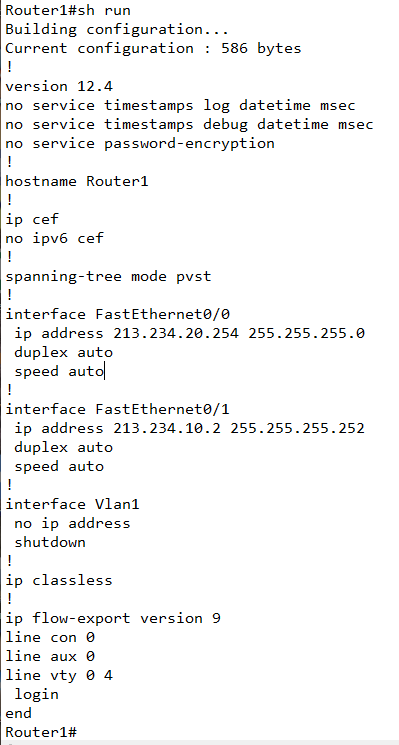 Router1#sh run
Building configuration...
Current configuration : 586 bytes
!
version 12.4
no service timestamps log datetime msec
no service timestamps debug datetime msec
no service password-encryption
!
hostname Router1
!
ip cef
no ipv6 cef
!
spanning-tree mode pvst
!
interface FastEthernet0/0
 ip address 213.234.20.254 255.255.255.0
 duplex auto
 speed auto
!
interface FastEthernet0/1
 ip address 213.234.10.2 255.255.255.252
 duplex auto
 speed auto
!
interface Vlan1
 no ip address
 shutdown
!
ip classless
!
ip flow-export version 9
line con 0
line aux 0
line vty 0 4
 login
end
Router1#